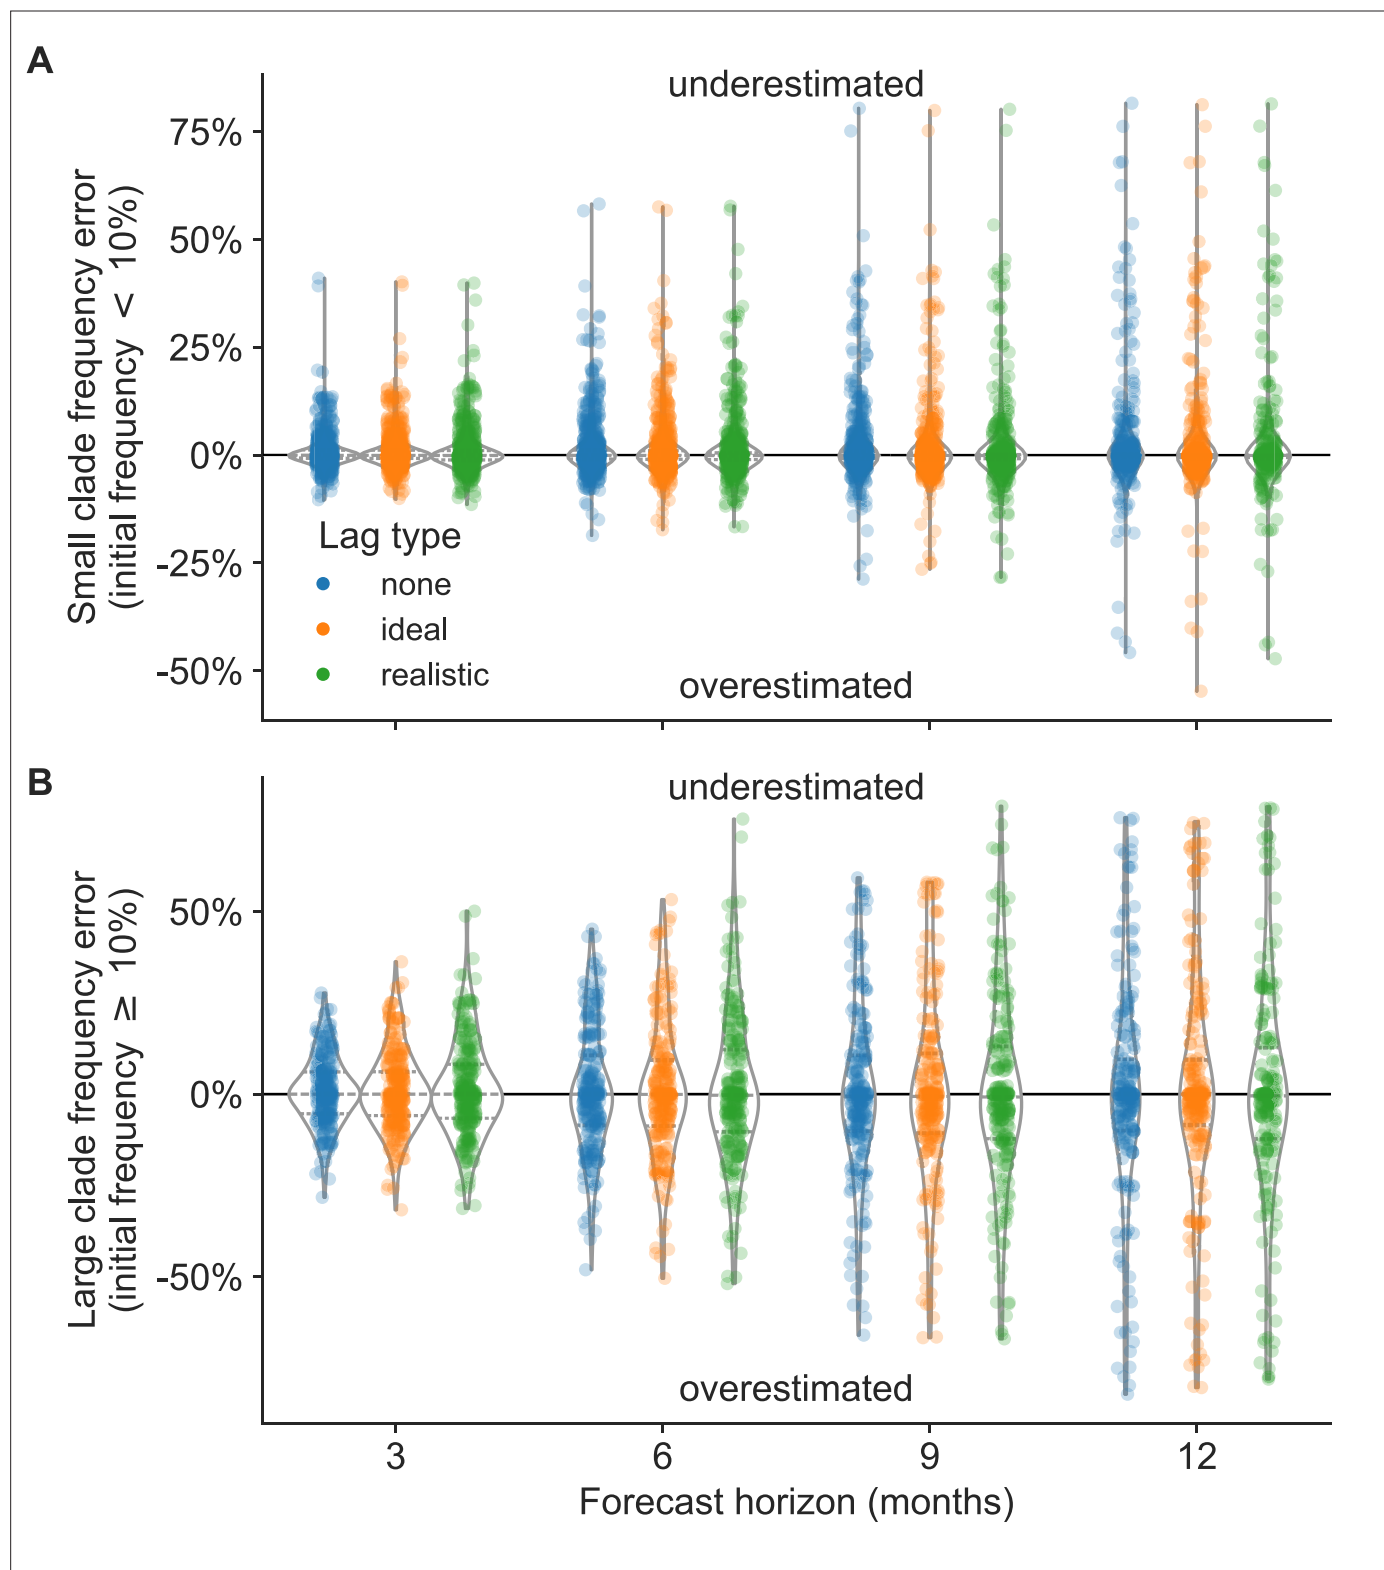 A
underestimated
Small clade frequency error
(initial frequency < 10%)
75%
50%
25%
0%
-25%
-50%
Lag type
none
ideal
realistic
overestimated
B
underestimated
Large clade frequency error
(initial frequency ≥ 10%)
50%
0%
-50%
overestimated
3 6 9 12
Forecast horizon (months)